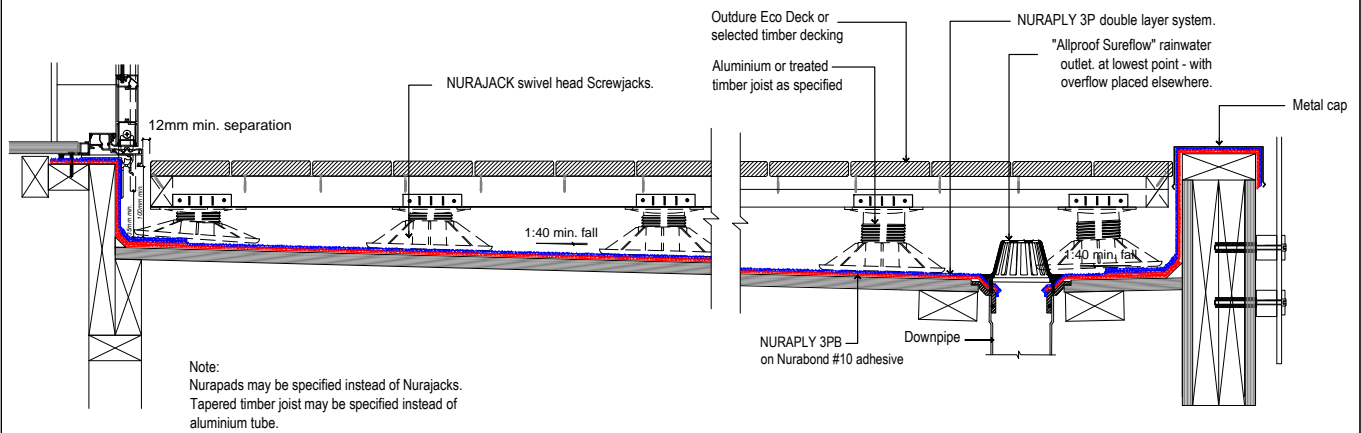 Outdure Eco Deck or
selected timber decking
NURAPLY 3P double layer system.
"Allproof Sureflow" rainwater
outlet. at lowest point - with
overflow placed elsewhere.
Aluminium or treated
timber joist as specified
NURAJACK swivel head Screwjacks.
Metal cap
12mm min. separation
100mm min.
1:40 min. fall
1:40 min. fall
NURAPLY 3PB
on Nurabond #10 adhesive
Downpipe
Note:
Nurapads may be specified instead of Nurajacks.
Tapered timber joist may be specified instead of
aluminium tube.